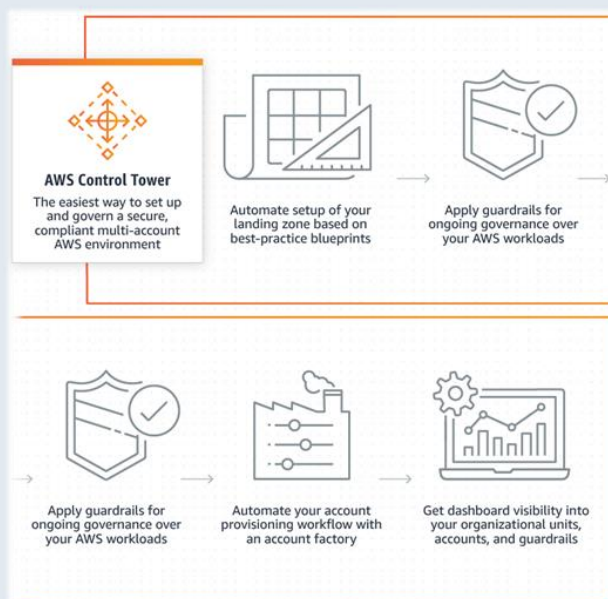 AWS Control Tower
The easiest way to set up
and govern a secure,
compliant multi-account
AWS environment
Automate setup of your
landing zone based on
best-practice blueprints
Apply guardrails for
ongoing governance over
your AWS workloads
Apply guardrails for
ongoing governance over
your AWS workloads
Automate your account
provisioning workflow with
an account factory
Get dashboard visibility into
your organizational units,
accounts, and guardrails